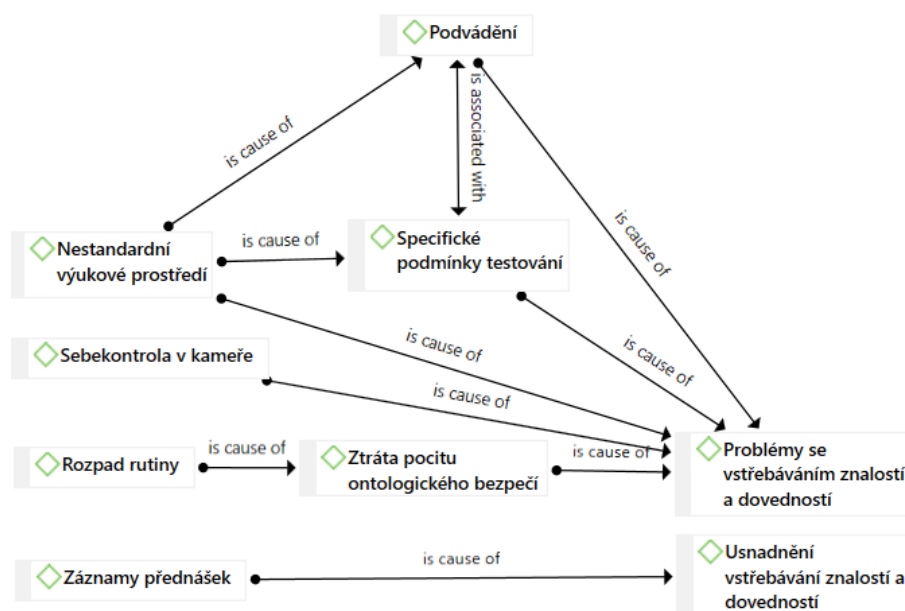 Podvádění
is associated with
is cause of
is cause of
Nestandardní
výukové prostředí
is cause of
Specifické
podmínky testování
is cause of
is cause of
Sebekontrola v kameře
is cause of
Rozpad rutiny
is cause of
Ztráta pocitu
ontologického bezpečí
is cause of
Problémy se
vstřebáváním znalostí
a dovedností
Záznamy přednášek
is cause of
Usnadnění
vstřebávání znalostí a
dovedností